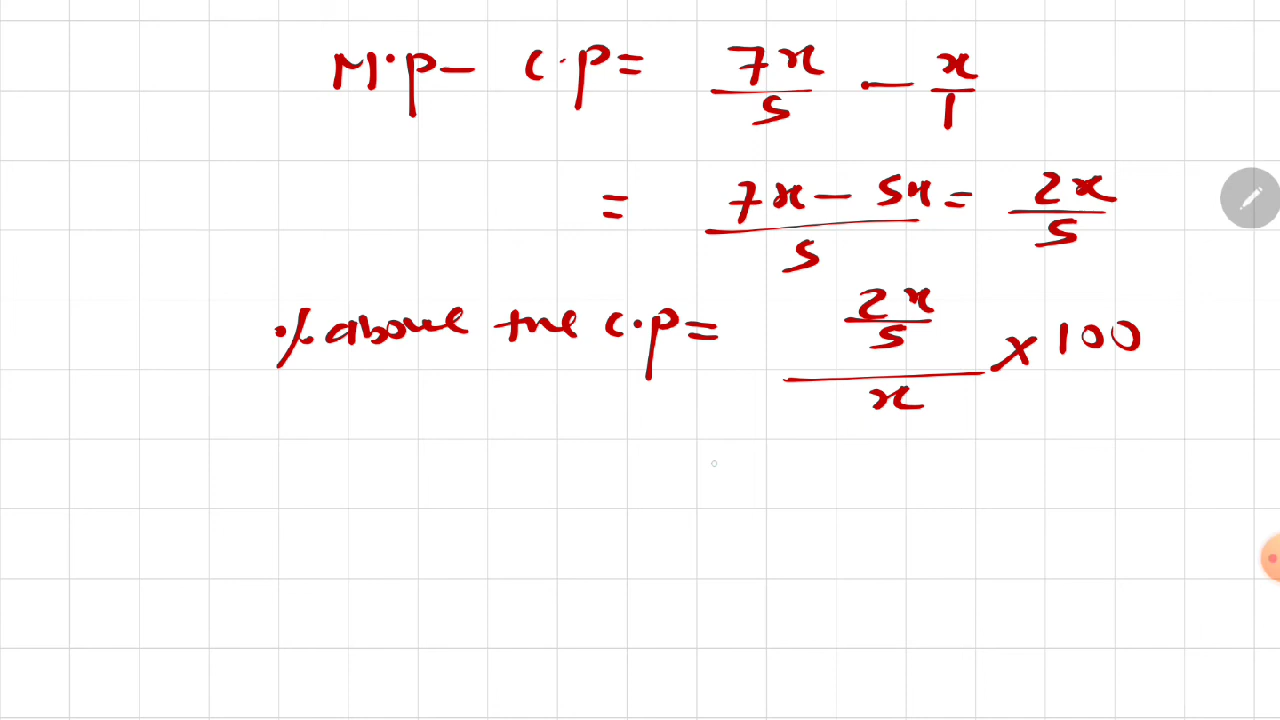 M.p - C.p = 7x/5 - x/1
= 7x - 5x/5 = 2x/5
% above the C.p = 2x/5/x × 100